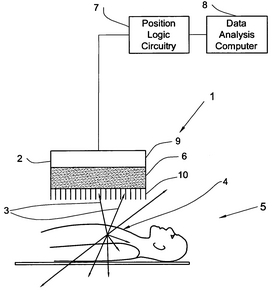 7
8
Position
Logic
Circuitry
Data
Analysis
Computer
1
2
9
6
10
3
4
5